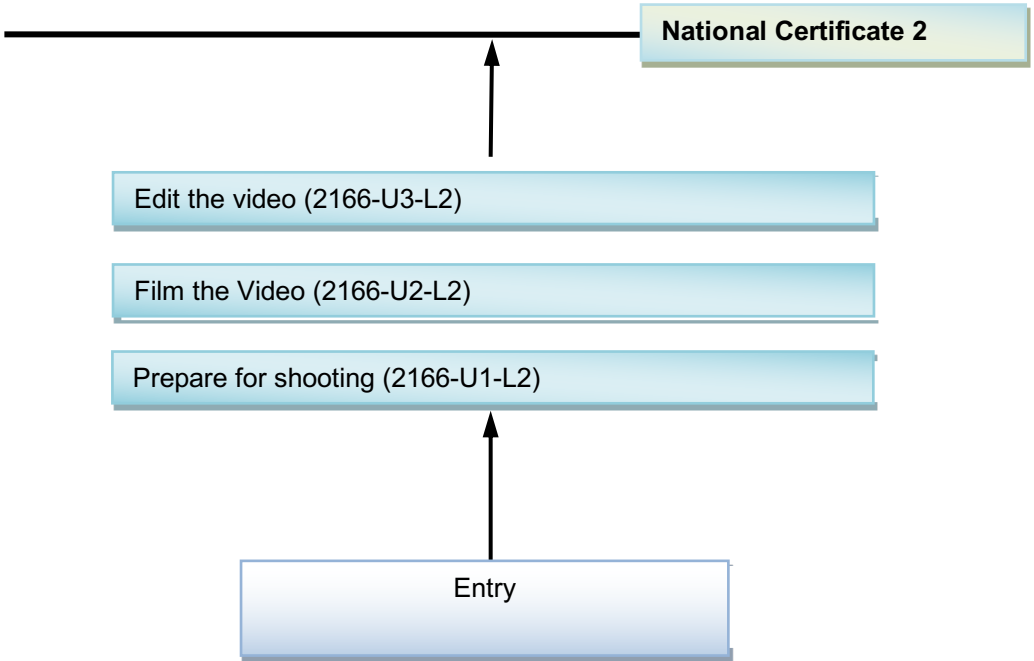 National Certificate 2
Edit the video (2166-U3-L2)
Film the Video (2166-U2-L2)
Prepare for shooting (2166-U1-L2)
Entry